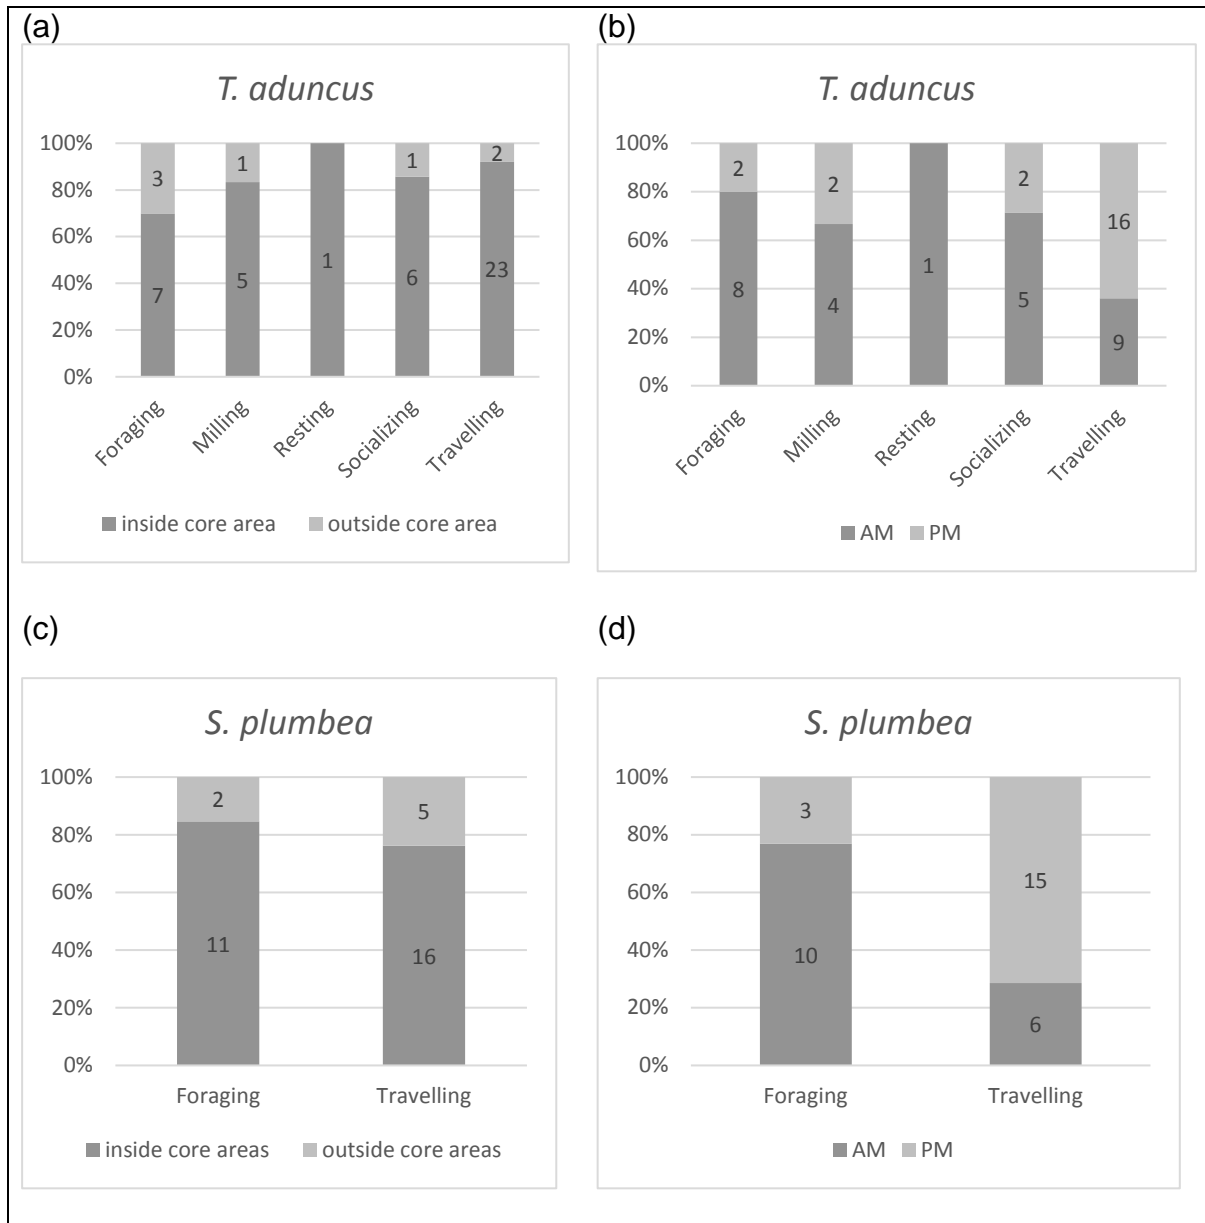 (a)
T. aduncus
100%
80%
60%
40%
20%
0%
3
1
1
2
7
5
1
6
23
Foraging
Milling
Resting
Socializing
Travelling
inside core area outside core area
(b)
T. aduncus
100%
80%
60%
40%
20%
0%
2
2
2
16
8
4
1
5
9
Foraging
Milling
Resting
Socializing
Travelling
AM PM
(c)
S. plumbea
100%
80%
60%
40%
20%
0%
2
5
11
16
Foraging Travelling
inside core areas outside core areas
(d)
S. plumbea
100%
80%
60%
40%
20%
0%
3
15
10
6
Foraging Travelling
AM PM